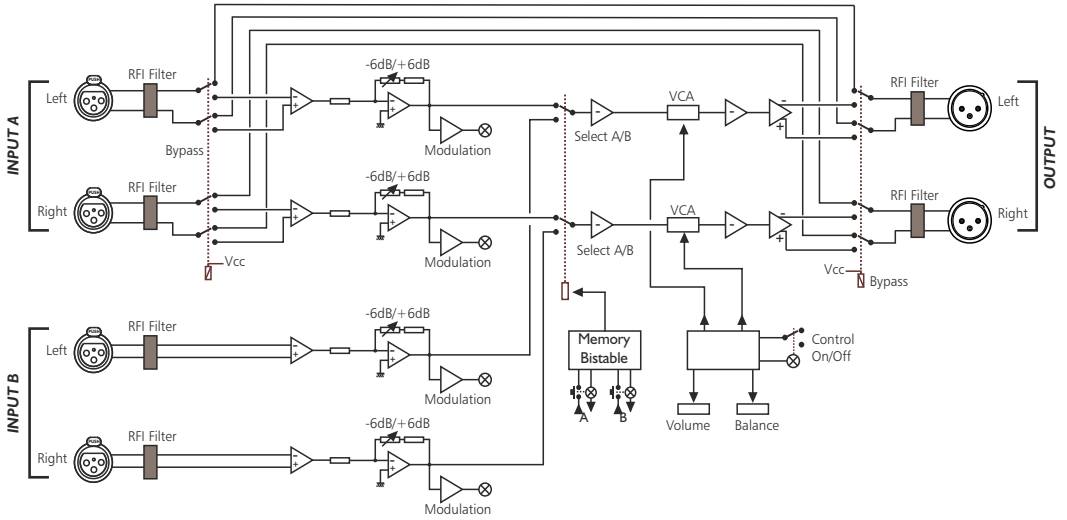 -6dB/+6dB
RFI Filter
VCA
RFI Filter
PUSH
Left
Left
Select A/B
Modulation
INPUT A
Bypass
OUTPUT
-6dB/+6dB
RFI Filter
VCA
RFI Filter
PUSH
Right
Right
Select A/B
Modulation
Vcc
Vcc
Bypass
-6dB/+6dB
RFI Filter
PUSH
Left
Memory
Bistable
Control
On/Off
Modulation
INPUT B
A
B
Volume
Balance
-6dB/+6dB
RFI Filter
PUSH
Right
Modulation